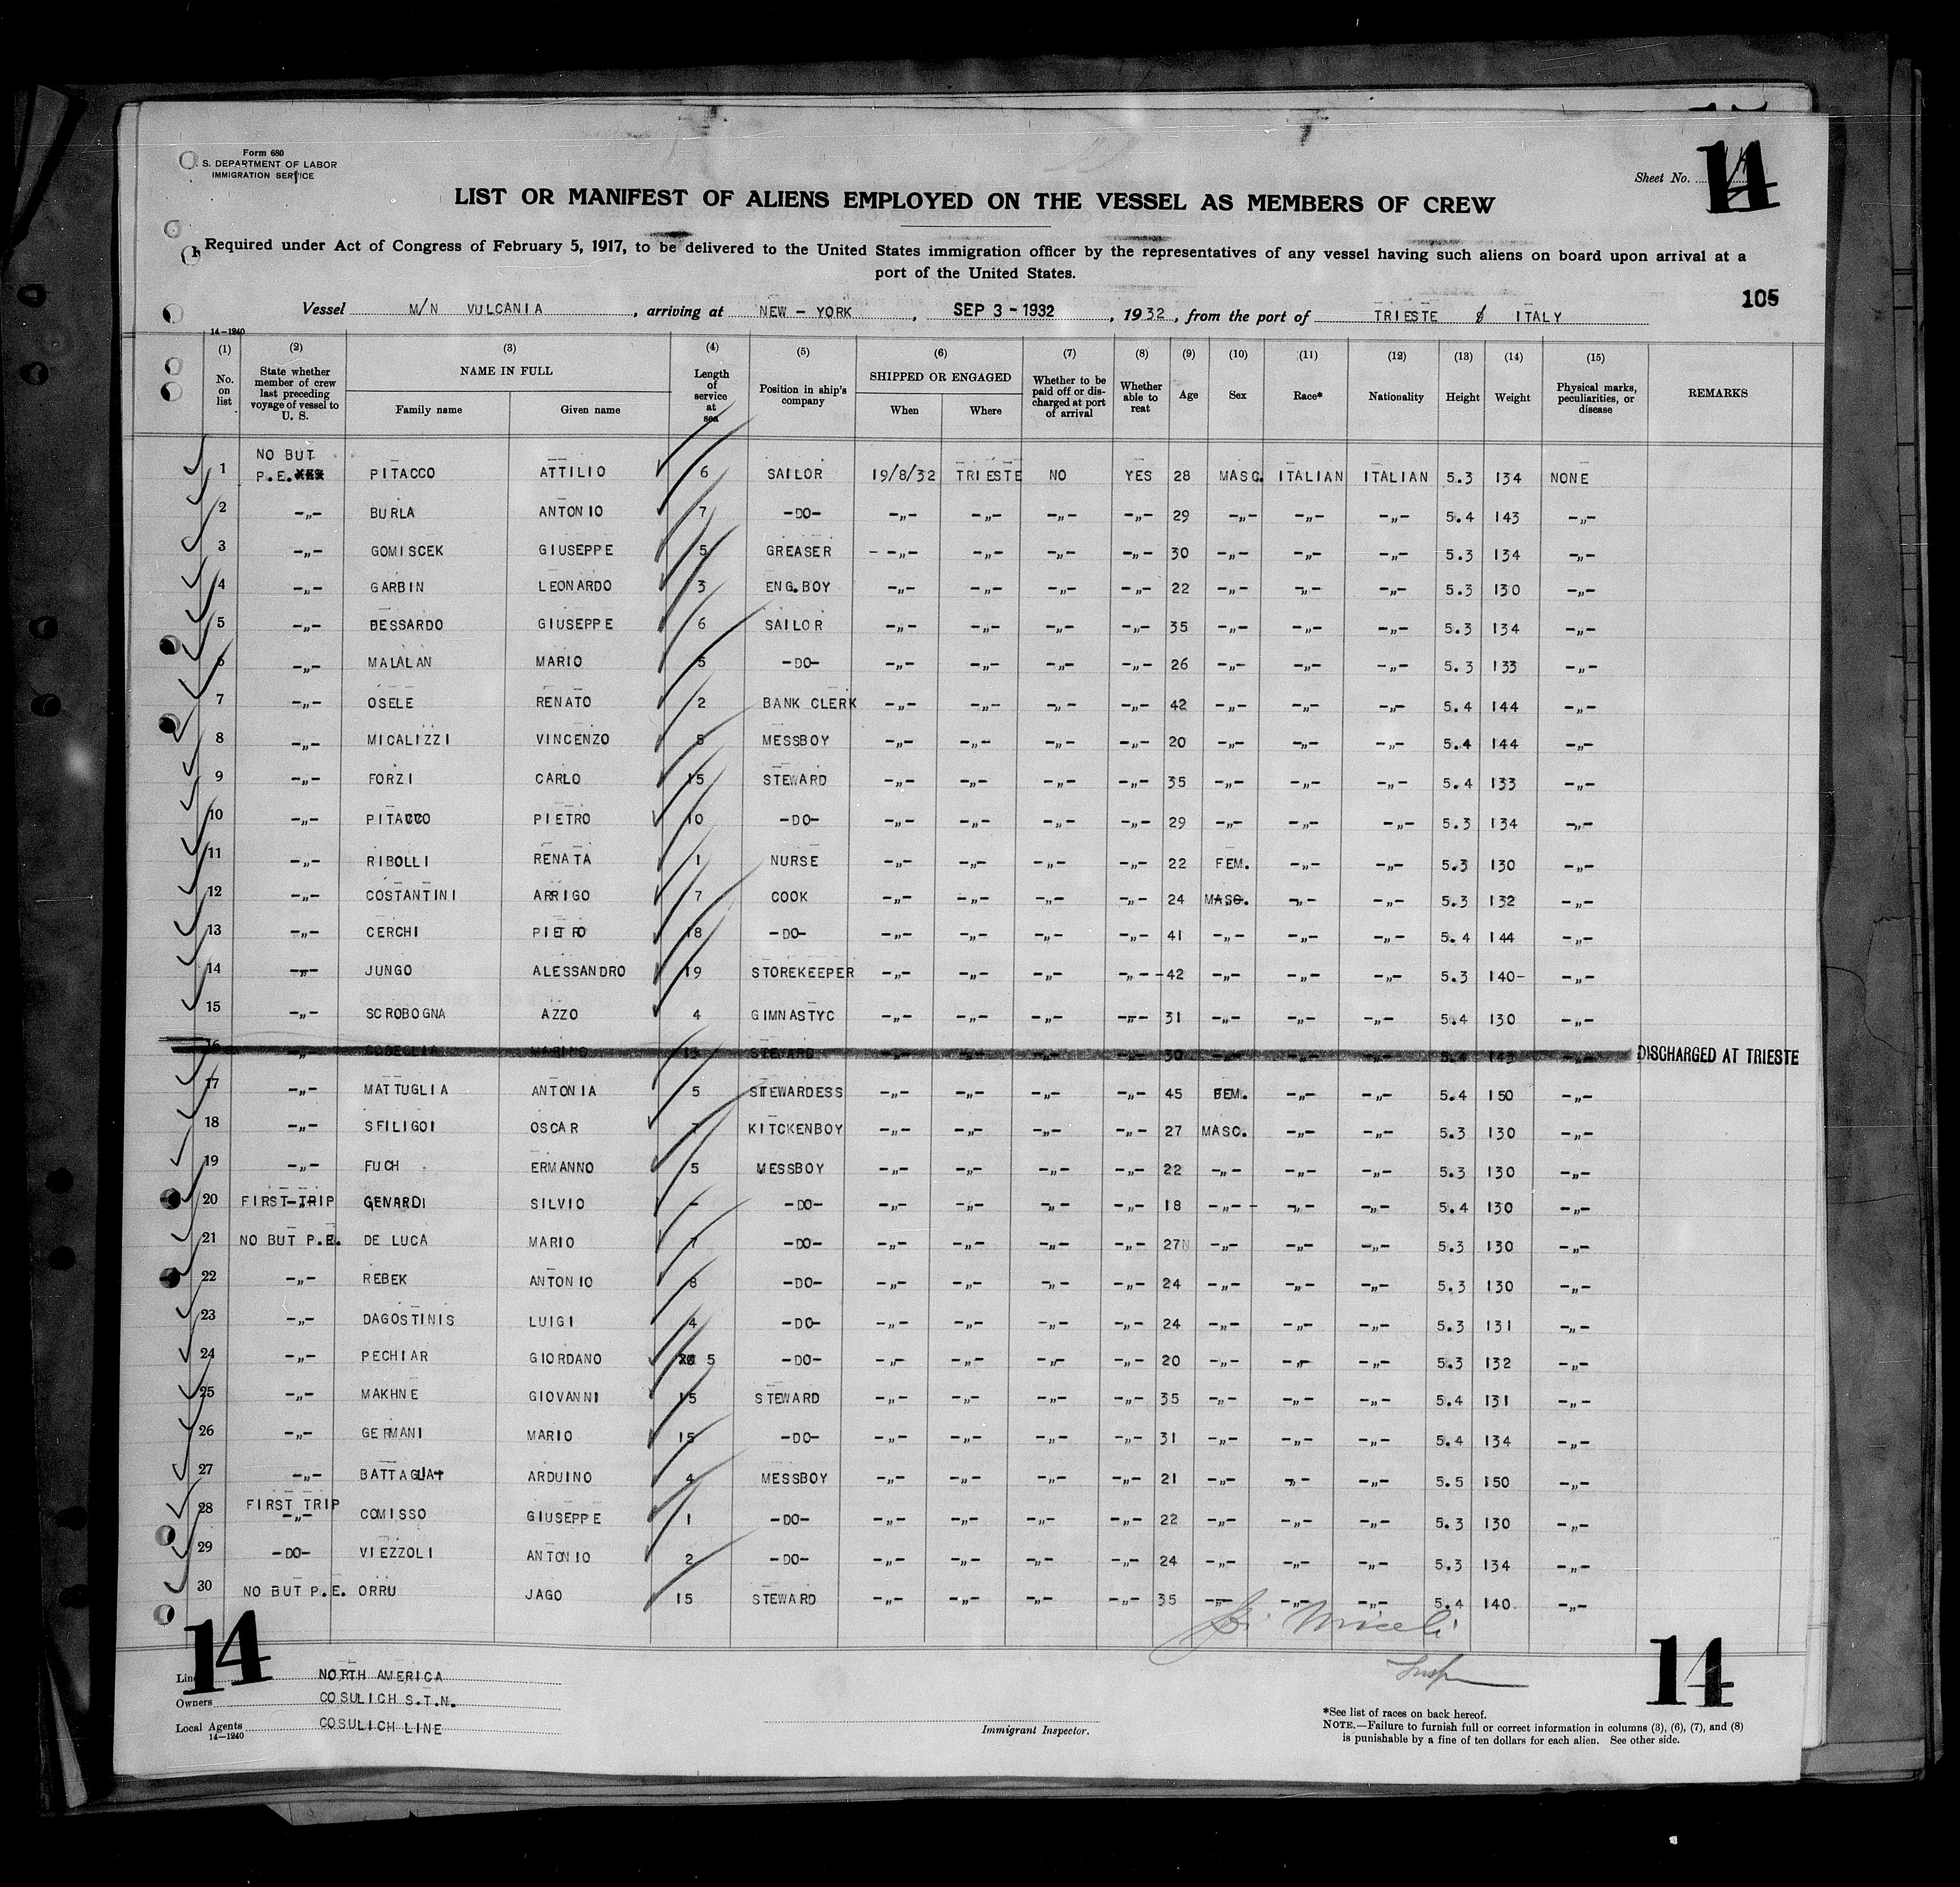 Form 680
S. DEPARTMENT OF LABOR
IMMIGRATION SERVICE
Sheet No. 14
LIST OR MANIFEST OF ALIENS EMPLOYED ON THE VESSEL AS MEMBERS OF CREW
Required under Act of Congress of February 5, 1917, to be delivered to the United States immigration officer by the representatives of any vessel having such aliens on board upon arrival at a
port of the United States.
105
Vessel M/N VULCANIA, arriving at NEW-YORK, SEP 3-1932, 1932, from the port of TRIESTE ITALY
14-1240
(1) No. on list (2) State whether member of crew last preceding voyage of vessel to U. S. (3) NAME IN FULL Family name Given name (4) Length of service at sea (5) Position in ship's company (6) SHIPPED OR ENGAGED When Where (7) Whether to be paid off or discharged at port of arrival (8) Whether able to reat (9) Age (10) Sex (11) Race* (12) Nationality (13) Height (14) Weight (15) Physical marks, peculiarities, or disease REMARKS
1 NO BUT P.E. PITACCO ATTILIO 6 SAILOR 19/8/32 TRIESTE NO YES 28 MASC. ITALIAN ITALIAN 5.3 134 NONE
2 -„- BURLA ANTONIO 7 -DO- -„- -„- -„- -„- 29 -„- -„- -„- 5.4 143 -„-
3 -„- GOMISCEK GIUSEPPE 5 GREASER -„- -„- -„- -„- 30 -„- -„- -„- 5.3 134 -„-
4 -„- GARBIN LEONARDO 3 ENG.BOY -„- -„- -„- -„- 22 -„- -„- -„- 5.3 130 -„-
5 -„- BESSARDO GIUSEPPE 6 SAILOR -„- -„- -„- -„- 35 -„- -„- -„- 5.3 134 -„-
6 -„- MALALAN MARIO 5 -DO- -„- -„- -„- -„- 26 -„- -„- -„- 5.3 133 -„-
7 -„- OSELE RENATO 2 BANK CLERK -„- -„- -„- -„- 42 -„- -„- -„- 5.4 144 -„-
8 -„- MICALIZZI VINCENZO 5 MESSBOY -„- -„- -„- -„- 20 -„- -„- -„- 5.4 144 -„-
9 -„- FORZI CARLO 15 STEWARD -„- -„- -„- -„- 35 -„- -„- -„- 5.4 133 -„-
10 -„- PITACCO PIETRO 10 -DO- -„- -„- -„- -„- 29 -„- -„- -„- 5.3 134 -„-
11 -„- RIBOLLI RENATA 1 NURSE -„- -„- -„- -„- 22 FEM. -„- -„- 5.3 130 -„-
12 -„- COSTANTINI ARRIGO 7 COOK -„- -„- -„- -„- 24 MASC. -„- -„- 5.3 132 -„-
13 -„- CERCHI PIETRO 18 -DO- -„- -„- -„- -„- 41 -„- -„- -„- 5.4 144 -„-
14 -„- JUNGO ALESSANDRO 19 STOREKEEPER -„- -„- -„- -„- 42 -„- -„- -„- 5.3 140- -„-
15 -„- SCROBOGNA AZZO 4 GIMNASTYC -„- -„- -„- -„- 31 -„- -„- -„- 5.4 130 -„-
16 -„- MARINO 13 STEWARD -„- -„- -„- -„- 30 -„- -„- -„- 5.4 143 -„- DISCHARGED AT TRIESTE
17 -„- MATTUGLIA ANTONIA 5 STEWARDESS -„- -„- -„- -„- 45 FEM. -„- -„- 5.4 150 -„-
18 -„- SFILIGOI OSCAR 7 KITCKENBOY -„- -„- -„- -„- 27 MASC. -„- -„- 5.3 130 -„-
19 -„- FUCH ERMANNO 5 MESSBOY -„- -„- -„- -„- 22 -„- -„- -„- 5.3 130 -„-
20 FIRST-TRIP GENARDI SILVIO - -DO- -„- -„- -„- -„- 18 -„- -„- -„- 5.4 130 -„-
21 NO BUT P.E. DE LUCA MARIO 7 -DO- -„- -„- -„- -„- 27 -„- -„- -„- 5.3 130 -„-
22 -„- REBEK ANTONIO 8 -DO- -„- -„- -„- -„- 24 -„- -„- -„- 5.3 130 -„-
23 -„- DAGOSTINIS LUIGI 4 -DO- -„- -„- -„- -„- 24 -„- -„- -„- 5.3 131 -„-
24 -„- PECHIAR GIORDANO 5 -DO- -„- -„- -„- -„- 20 -„- -„- -„- 5.3 132 -„-
25 -„- MAKHNE GIOVANNI 15 STEWARD -„- -„- -„- -„- 35 -„- -„- -„- 5.4 131 -„-
26 -„- GERMANI MARIO 15 -DO- -„- -„- -„- -„- 31 -„- -„- -„- 5.4 134 -„-
27 -„- BATTAGLIA ARDUINO 4 MESSBOY -„- -„- -„- -„- 21 -„- -„- -„- 5.5 150 -„-
28 FIRST TRIP -„- COMISSO GIUSEPPE 1 -DO- -„- -„- -„- -„- 22 -„- -„- -„- 5.3 130 -„-
29 -DO- VIEZZOLI ANTONIO 2 -DO- -„- -„- -„- -„- 24 -„- -„- -„- 5.3 134 -„-
30 NO BUT P.E. ORRU JAGO 15 STEWARD -„- -„- -„- -„- 35 -„- -„- -„- 5.4 140 -„-
Miceli
Insp
14
14
Line NORTH AMERICA
Owners COSULICH S.T.N.
Local Agents COSULICH LINE
14-1240
Immigrant Inspector.
*See list of races on back hereof.
NOTE.—Failure to furnish full or correct information in columns (3), (6), (7), and (8)
is punishable by a fine of ten dollars for each alien. See other side.